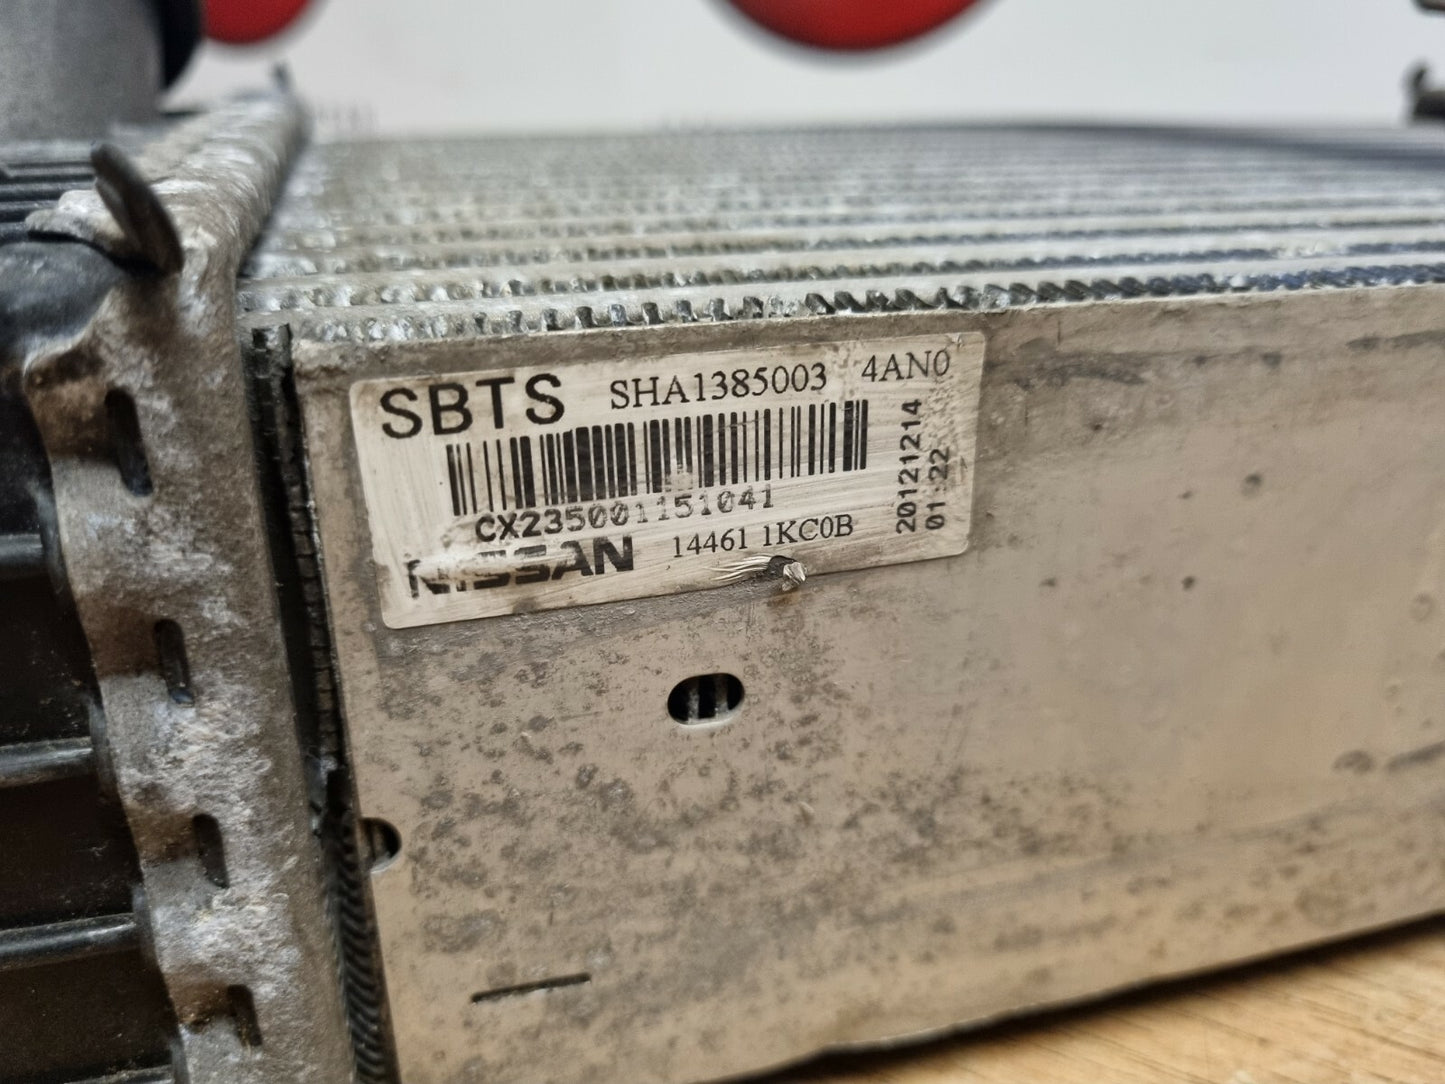 SBTS SHA1385003 4AN0
CX235001151041
NISSAN 14461 1KC0B
20121214
01:22